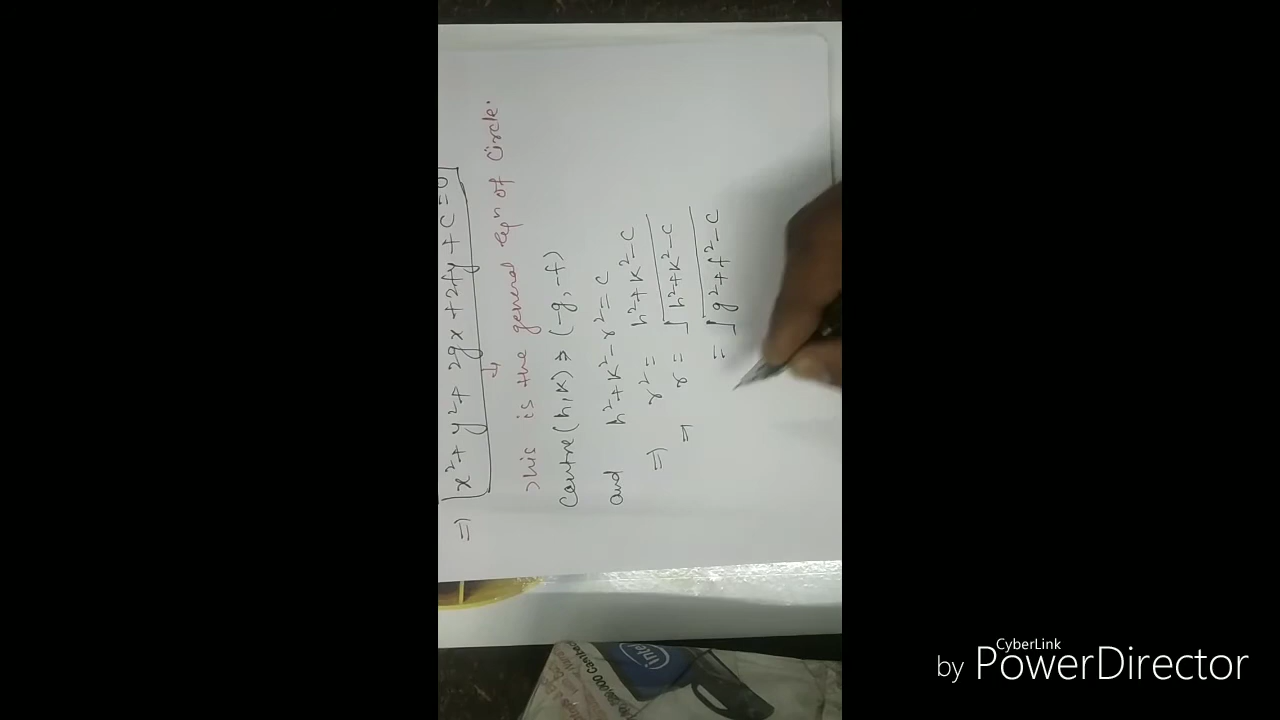 ⇒ x²+y²+2gx+2fy+c=0
↓
This is the general eqⁿ of Circle.
Centre(h,k) ⇒ (-g,-f)
and h²+k²-r²=c
⇒ r²= h²+k²-c
⇒ r= √h²+k²-c
= √g²+f²-c
intel
CyberLink
by PowerDirector